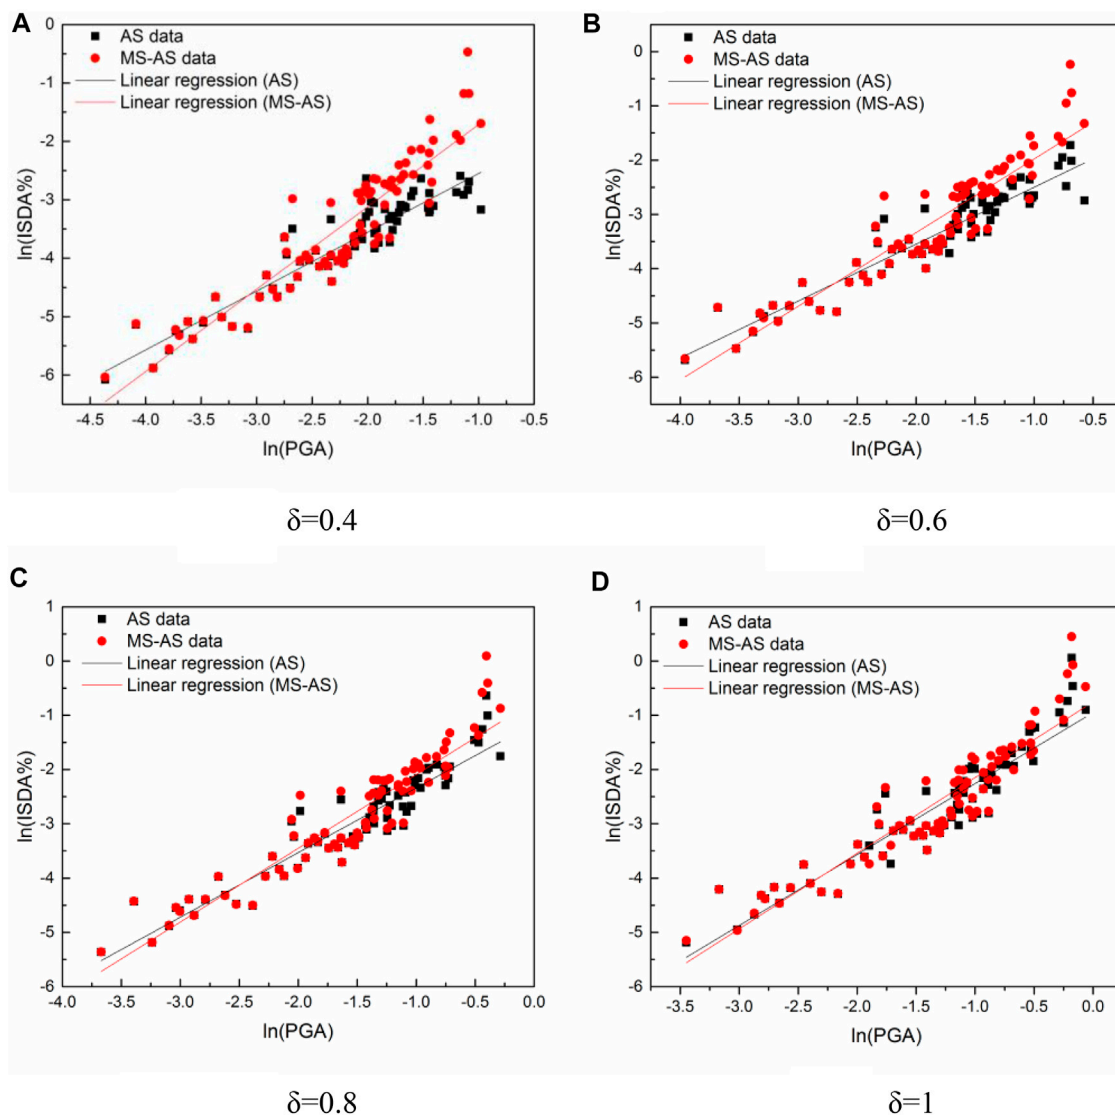 A
AS data
MS-AS data
Linear regression (AS)
Linear regression (MS-AS)
0
-1
-2
-3
-4
-5
-6
ln(ISDA%)
-4.5 -4.0 -3.5 -3.0 -2.5 -2.0 -1.5 -1.0 -0.5
ln(PGA)
δ=0.4
B
AS data
MS-AS data
Linear regression (AS)
Linear regression (MS-AS)
0
-1
-2
-3
-4
-5
-6
ln(ISDA%)
-4.0 -3.5 -3.0 -2.5 -2.0 -1.5 -1.0 -0.5
ln(PGA)
δ=0.6
C
AS data
MS-AS data
Linear regression (AS)
Linear regression (MS-AS)
1
0
-1
-2
-3
-4
-5
-6
ln(ISDA%)
-4.0 -3.5 -3.0 -2.5 -2.0 -1.5 -1.0 -0.5 0.0
ln(PGA)
δ=0.8
D
AS data
MS-AS data
Linear regression (AS)
Linear regression (MS-AS)
1
0
-1
-2
-3
-4
-5
-6
ln(ISDA%)
-3.5 -3.0 -2.5 -2.0 -1.5 -1.0 -0.5 0.0
ln(PGA)
δ=1